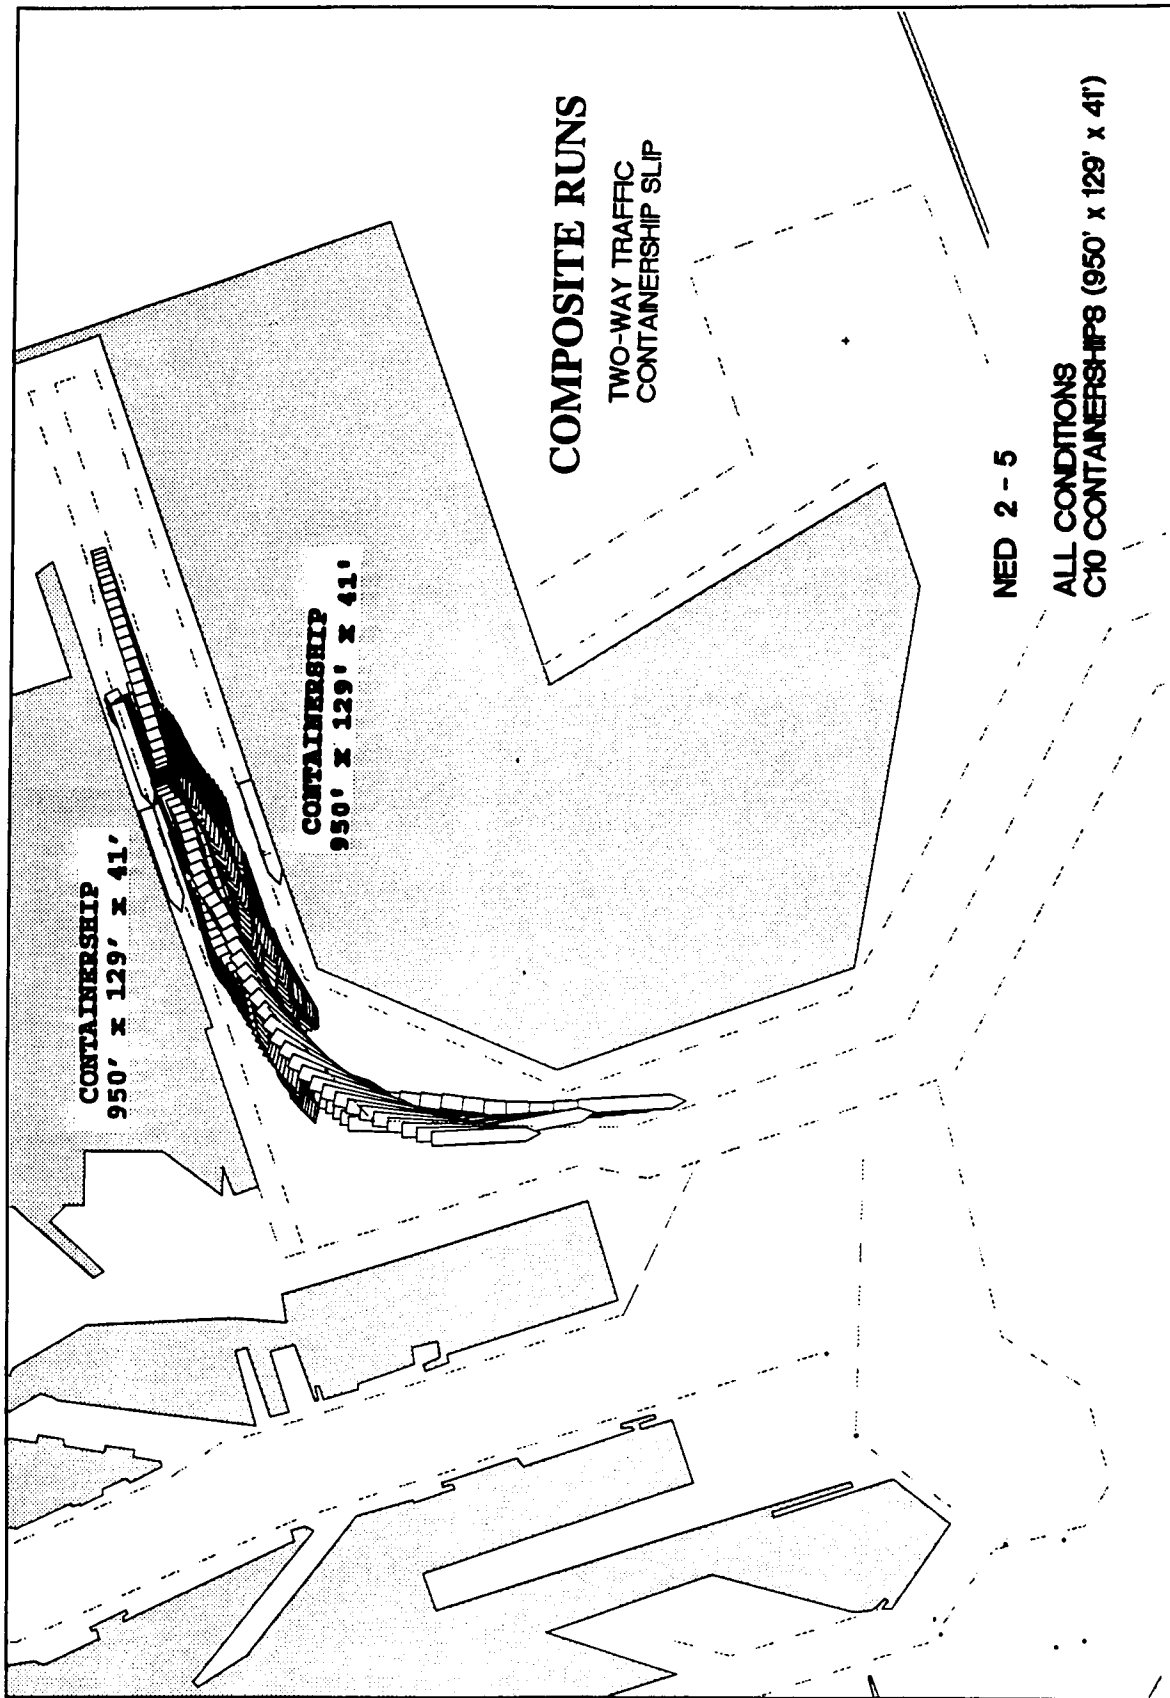 COMPOSITE RUNS
TWO-WAY TRAFFIC
CONTAINERSHIP SLIP
CONTAINERSHIP
950' x 129' x 41'
CONTAINERSHIP
950' x 129' x 41'
NED 2 - 5
ALL CONDITIONS
C10 CONTAINERSHIPS (950' x 129' x 41')